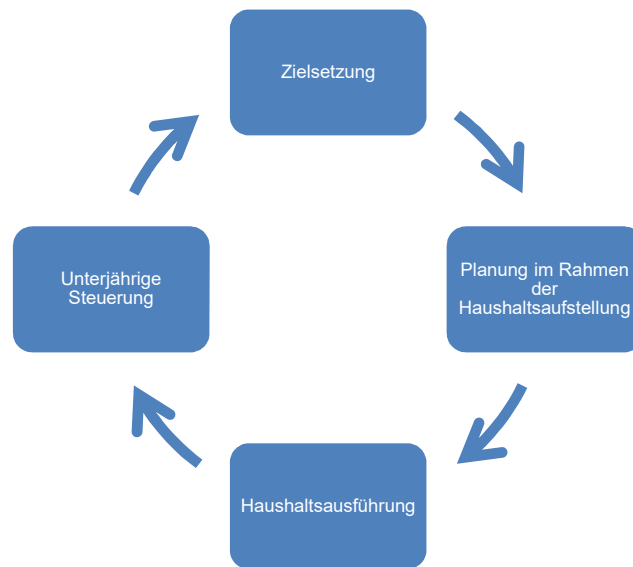 Zielsetzung
Planung im Rahmen
der
Haushaltsaufstellung
Haushaltsausführung
Unterjährige
Steuerung